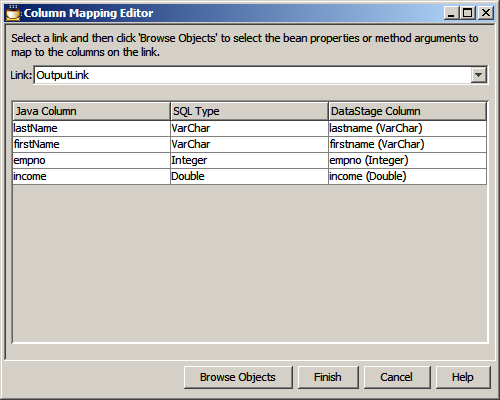 Column Mapping Editor
Select a link and then click 'Browse Objects' to select the bean properties or method arguments to
map to the columns on the link.
Link: OutputLink
Java Column SQL Type DataStage Column
lastName VarChar lastname (VarChar)
firstName VarChar firstname (VarChar)
empno Integer empno (Integer)
income Double income (Double)
Browse Objects Finish Cancel Help